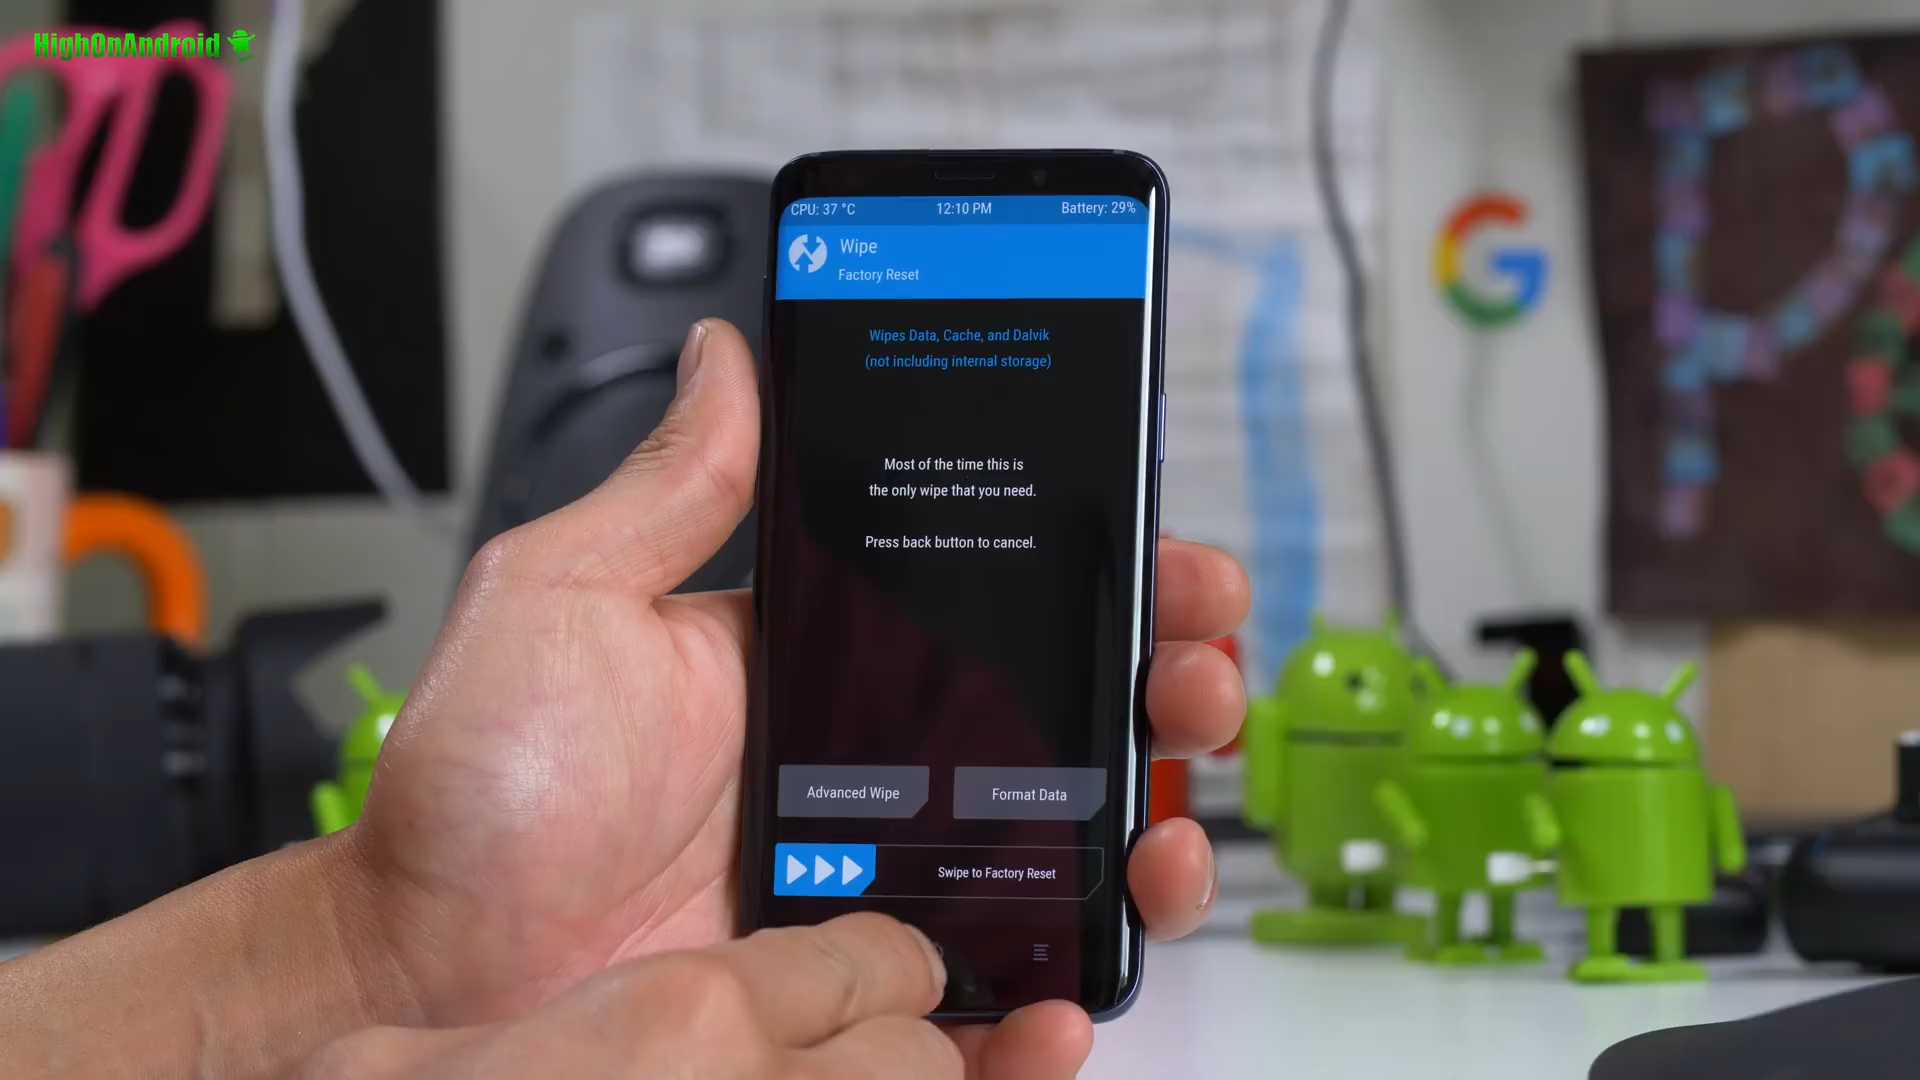 HighOnAndroid
CPU: 37 °C
12:10 PM
Battery: 29%
Wipe
Factory Reset
Wipes Data, Cache, and Dalvik
(not including internal storage)
Most of the time this is
the only wipe that you need.
Press back button to cancel.
Advanced Wipe
Format Data
Swipe to Factory Reset
G